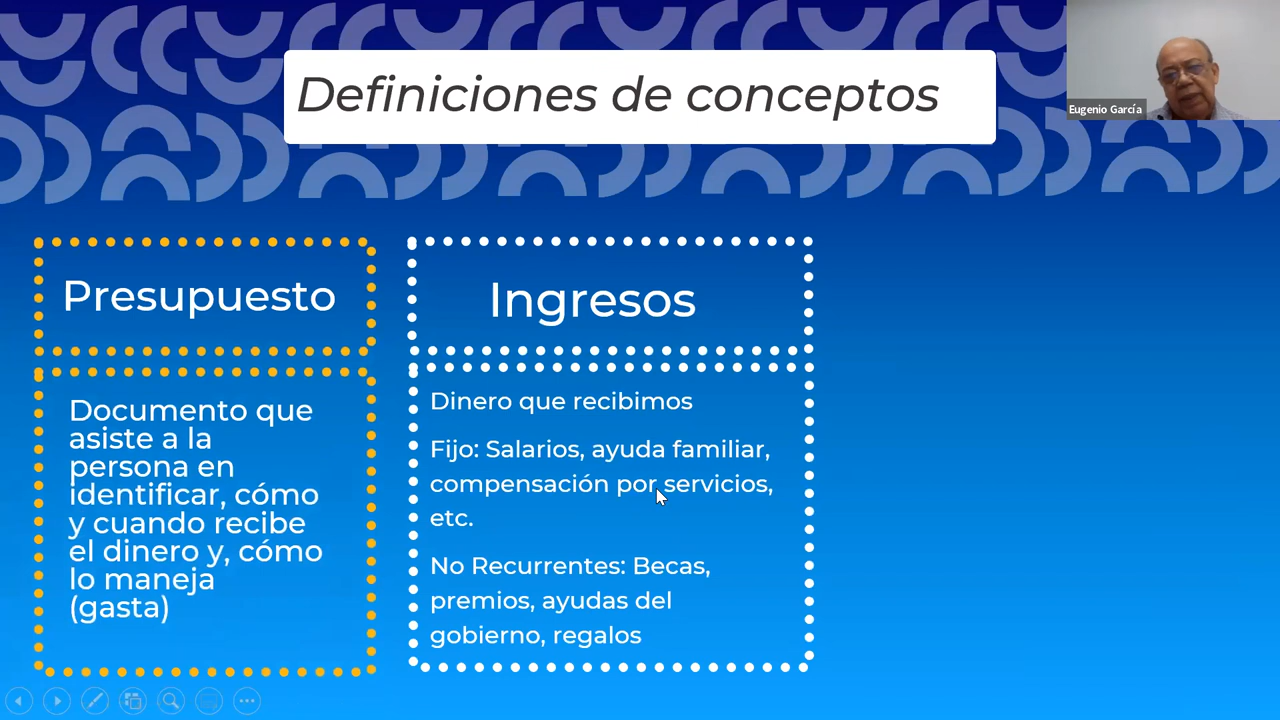 Definiciones de conceptos
Eugenio García
Presupuesto
Documento que
asiste a la
persona en
identificar, cómo
y cuando recibe
el dinero y, cómo
lo maneja
(gasta)
Ingresos
Dinero que recibimos
Fijo: Salarios, ayuda familiar,
compensación por servicios,
etc.
No Recurrentes: Becas,
premios, ayudas del
gobierno, regalos